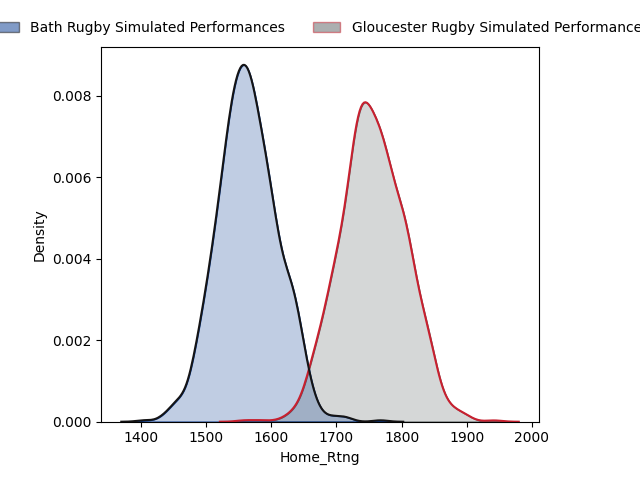 Bath Rugby Simulated Performances Gloucester Rugby Simulated Performance
0.008
0.006
0.004
0.002
0.000
Density
1400 1500 1600 1700 1800 1900 2000
Home_Rtng